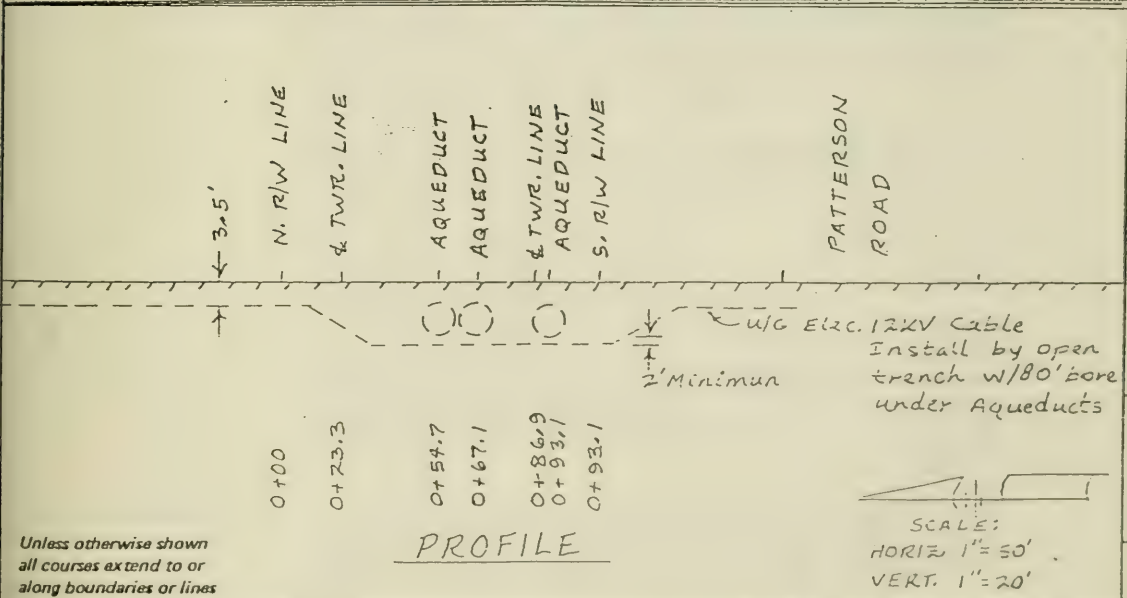 3.5'
N. R/W LINE
℄ TWR. LINE
AQUEDUCT
AQUEDUCT
℄ TWR. LINE
AQUEDUCT
S. R/W LINE
PATTERSON
ROAD
U/G Elec. 12KV Cable
Install by open
trench w/80' bore
under Aqueducts
2' Minimun
0+00
0+23.3
0+54.7
0+67.1
0+86.9
0+93.1
0+93.1
PROFILE
SCALE:
HORIZ 1"=50'
VERT. 1"=20'
Unless otherwise shown
all courses extend to or
along boundaries or lines